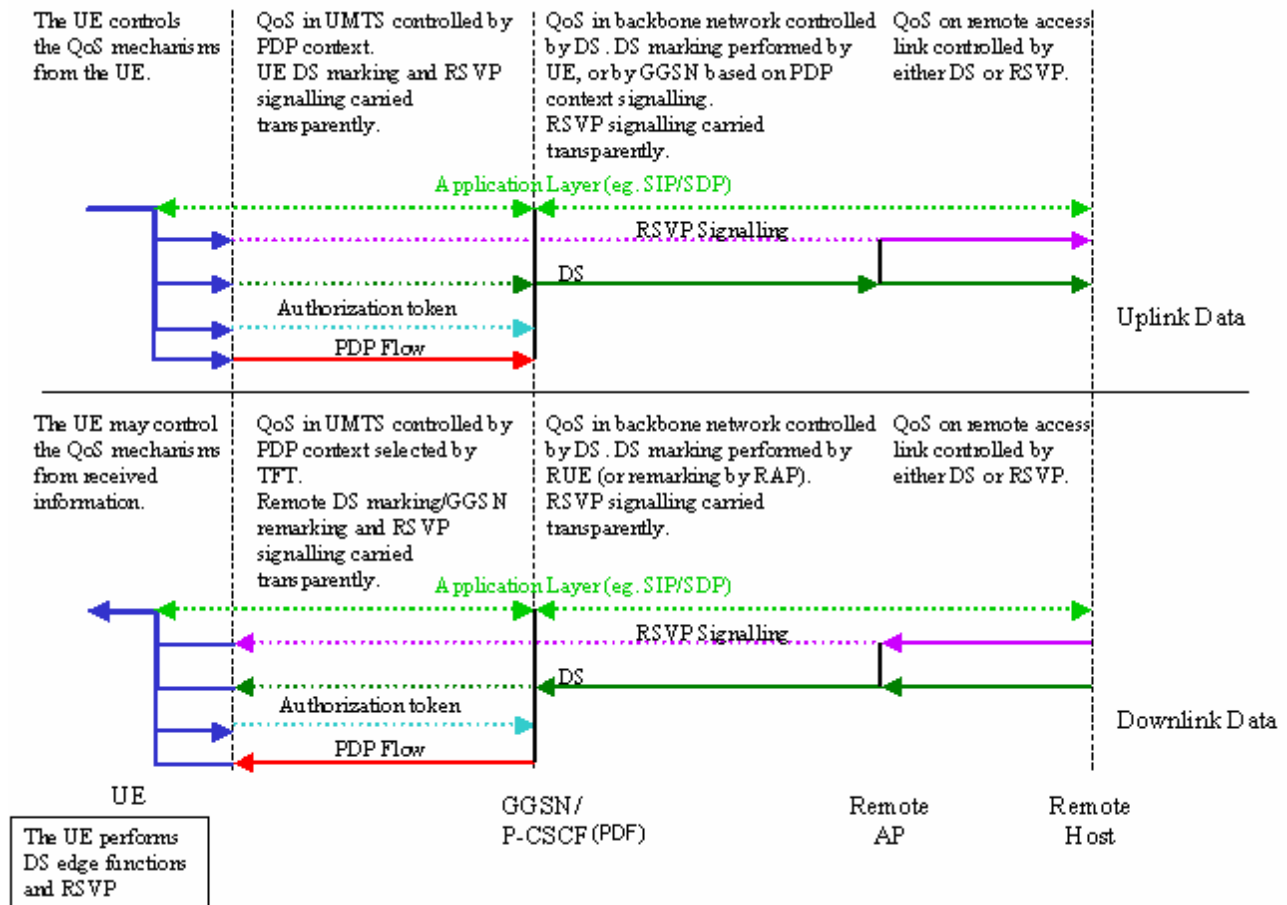 The UE controls
the QoS mechanisms
from the UE.
QoS in UMTS controlled by
PDP context.
UE DS marking and RSVP
signalling carried
transparently.
QoS in backbone network controlled
by DS. DS marking performed by
UE, or by GGSN based on PDP
context signalling.
RSVP signalling carried
transparently.
QoS on remote access
link controlled by
either DS or RSVP.
Application Layer (eg. SIP/SDP)
RSVP Signalling
DS
Authorization token
PDP Flow
Uplink Data
The UE may control
the QoS mechanisms
from received
information.
QoS in UMTS controlled by
PDP context selected by
TFT.
Remote DS marking/GGSN
remarking and RSVP
signalling carried
transparently.
QoS in backbone network controlled
by DS. DS marking performed by
RUE (or remarking by RAP).
RSVP signalling carried
transparently.
QoS on remote access
link controlled by
either DS or RSVP.
Application Layer (eg. SIP/SDP)
RSVP Signalling
DS
Authorization token
PDP Flow
Downlink Data
UE
GGSN/
P-CSCF (PDF)
Remote
AP
Remote
Host
The UE performs
DS edge functions
and RSVP